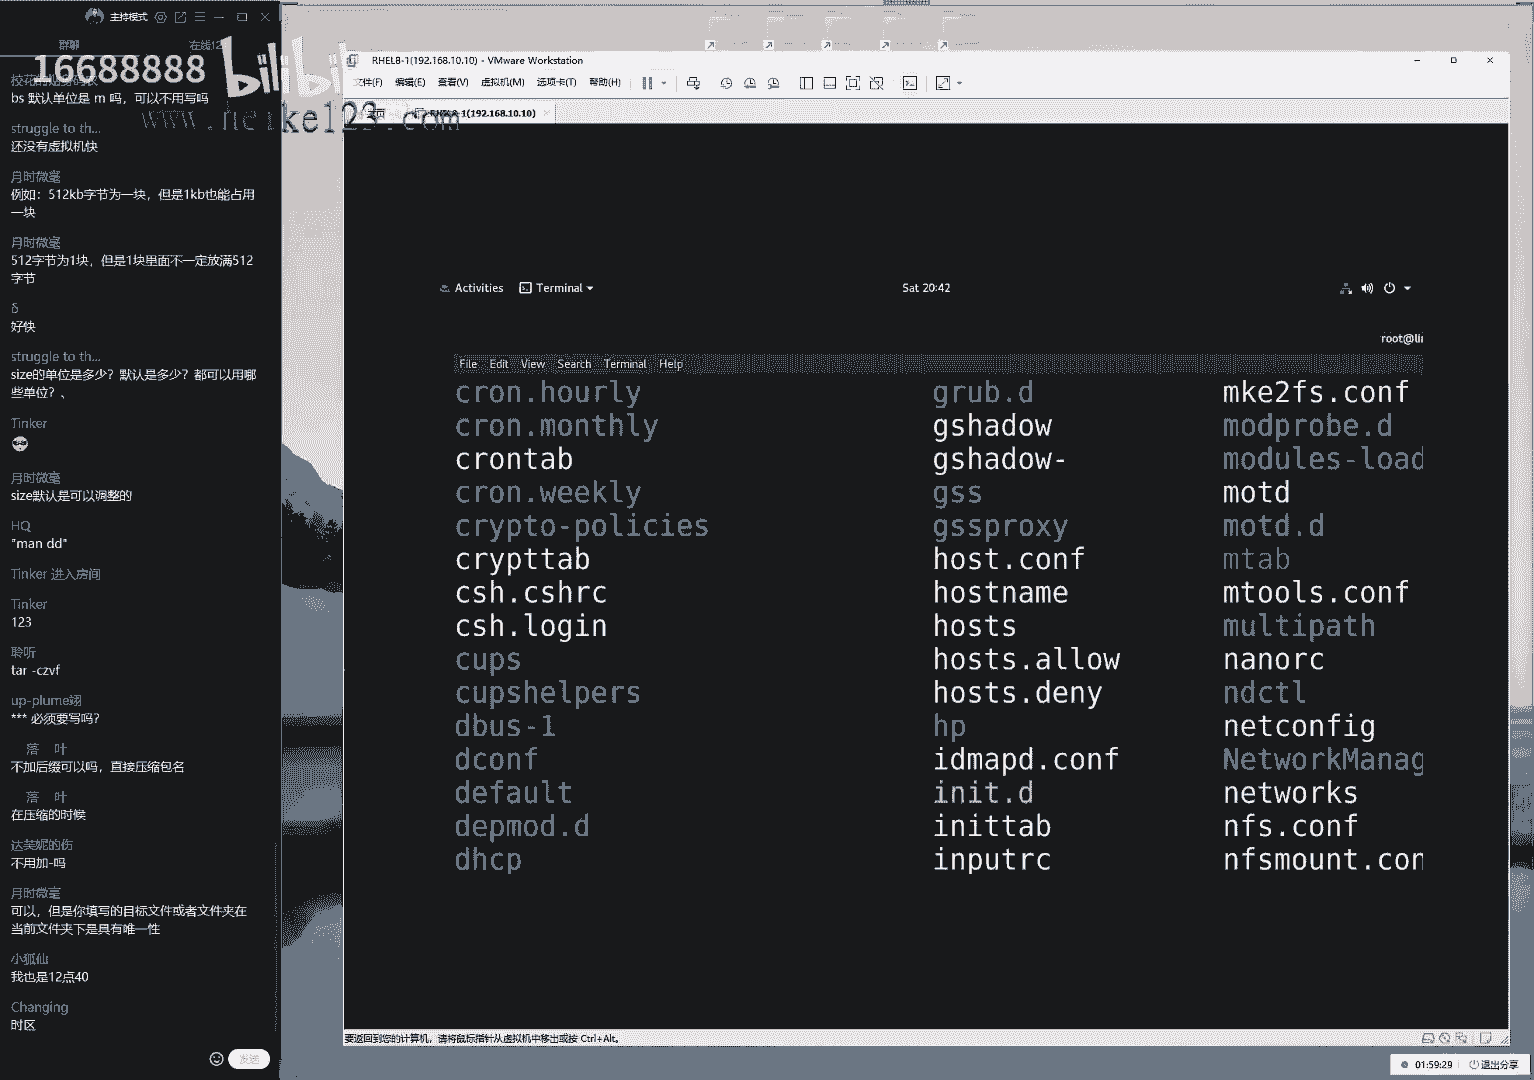 主持模式
群聊
在线12
16688888
bilibi
bs 默认单位是 m 吗，可以不用写吗
struggle to th...
还没有虚拟机快
月时微毫
例如：512kb字节为一块，但是1kb也能占用
一块
月时微毫
512字节为1块，但是1块里面不一定放满512
字节
δ
好快
struggle to th...
size的单位是多少？默认是多少？都可以用哪
些单位？、
Tinker
月时微毫
size默认是可以调整的
HQ
"man dd"
Tinker 进入房间
Tinker
123
聆听
tar -czvf
up-plume翊
*** 必须要写吗？
落 叶
不加后缀可以吗，直接压缩包名
落 叶
在压缩的时候
达芙妮的伤
不用加-吗
月时微毫
可以，但是你填写的目标文件或者文件夹在
当前文件夹下是具有唯一性
小狐仙
我也是12点40
Changing
时区
发送
RHEL8-1(192.168.10.10) - VMware Workstation
文件(F) 编辑(E) 查看(V) 虚拟机(M) 选项卡(T) 帮助(H)
RHEL8-1(192.168.10.10)
www.heike123.com
Activities Terminal Sat 20:42
root@li
File Edit View Search Terminal Help
cron.hourly grub.d mke2fs.conf
cron.monthly gshadow modprobe.d
crontab gshadow- modules-load
cron.weekly gss motd
crypto-policies gssproxy motd.d
crypttab host.conf mtab
csh.cshrc hostname mtools.conf
csh.login hosts multipath
cups hosts.allow nanorc
cupshelpers hosts.deny ndctl
dbus-1 hp netconfig
dconf idmapd.conf NetworkManag
default init.d networks
depmod.d inittab nfs.conf
dhcp inputrc nfsmount.con
要返回到您的计算机，请将鼠标指针从虚拟机中移出或按 Ctrl+Alt。
01:59:29 退出分享